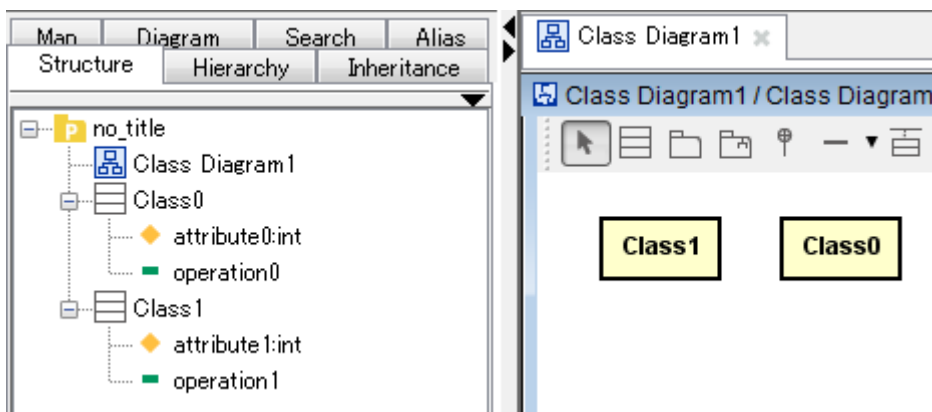 Map Diagram Search Alias
Structure Hierarchy Inheritance
no_title
Class Diagram1
Class0
attribute0:int
operation0
Class1
attribute1:int
operation1
Class Diagram1
Class Diagram1 / Class Diagram
Class1 Class0